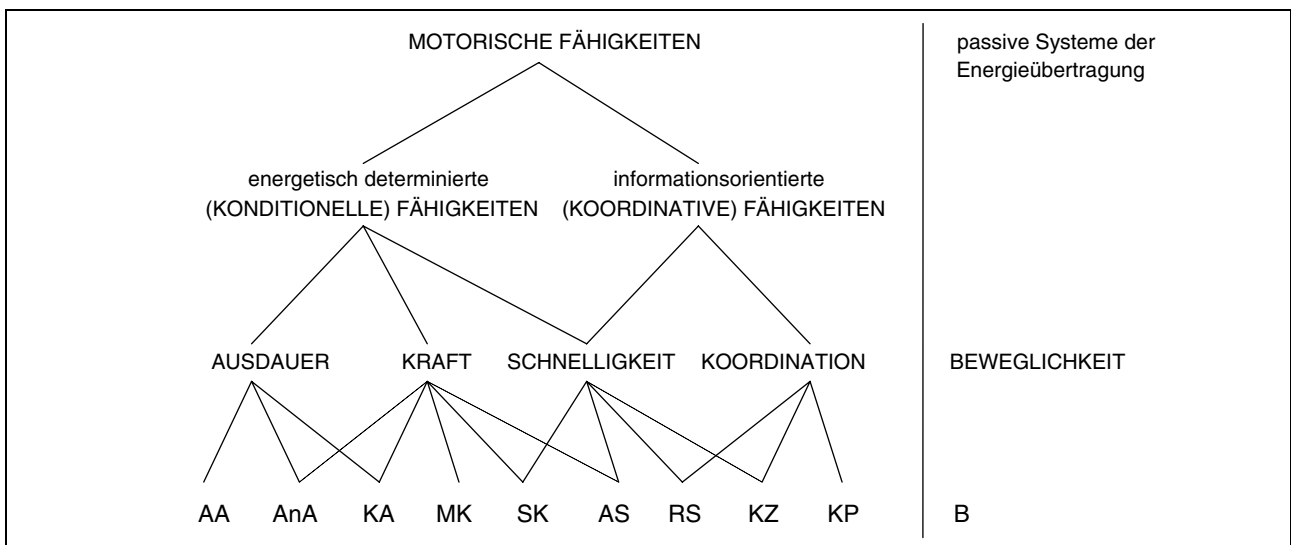 MOTORISCHE FÄHIGKEITEN
passive Systeme der
Energieübertragung
energetisch determinierte
(KONDITIONELLE) FÄHIGKEITEN
informationsorientierte
(KOORDINATIVE) FÄHIGKEITEN
AUSDAUER KRAFT SCHNELLIGKEIT KOORDINATION BEWEGLICHKEIT
AA AnA KA MK SK AS RS KZ KP B